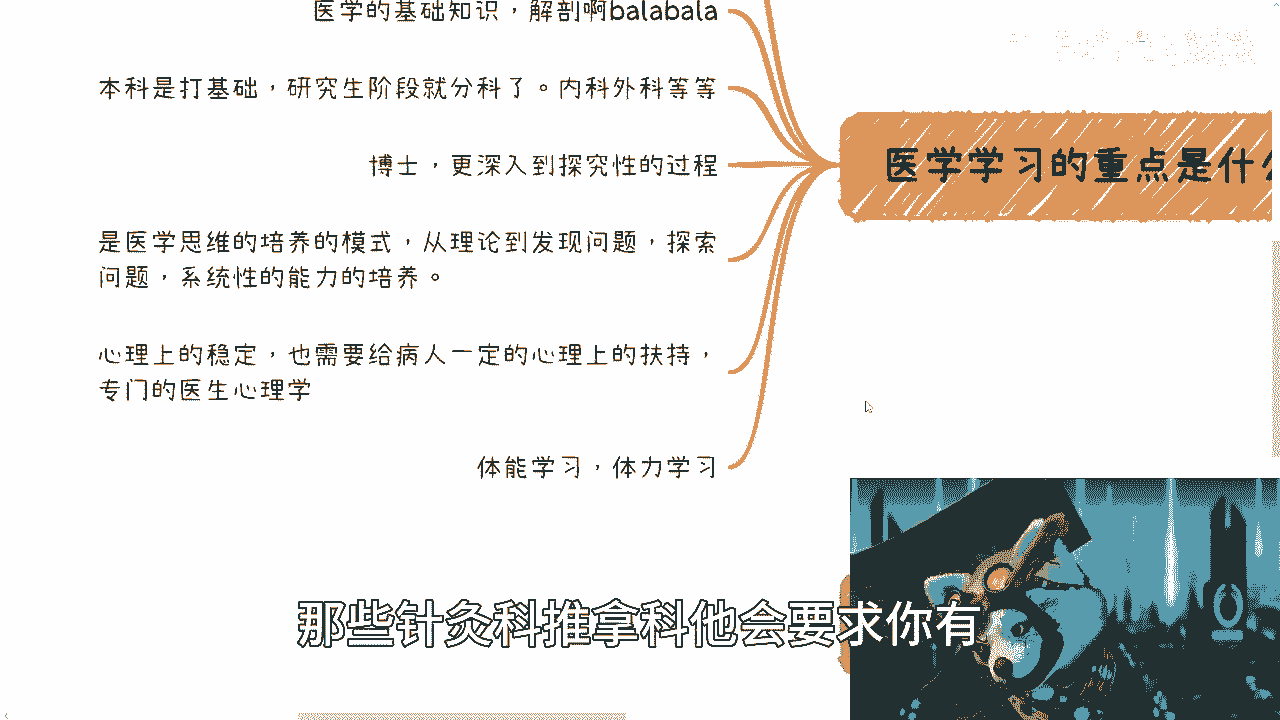 医学的基础知识，解剖啊balabala
本科是打基础，研究生阶段就分科了。内科外科等等
博士，更深入到探究性的过程
是医学思维的培养的模式，从理论到发现问题，探索
问题，系统性的能力的培养。
心理上的稳定，也需要给病人一定的心理上的扶持，
专门的医生心理学
体能学习，体力学习
医学学习的重点是什
那些针灸科推拿科他会要求你有